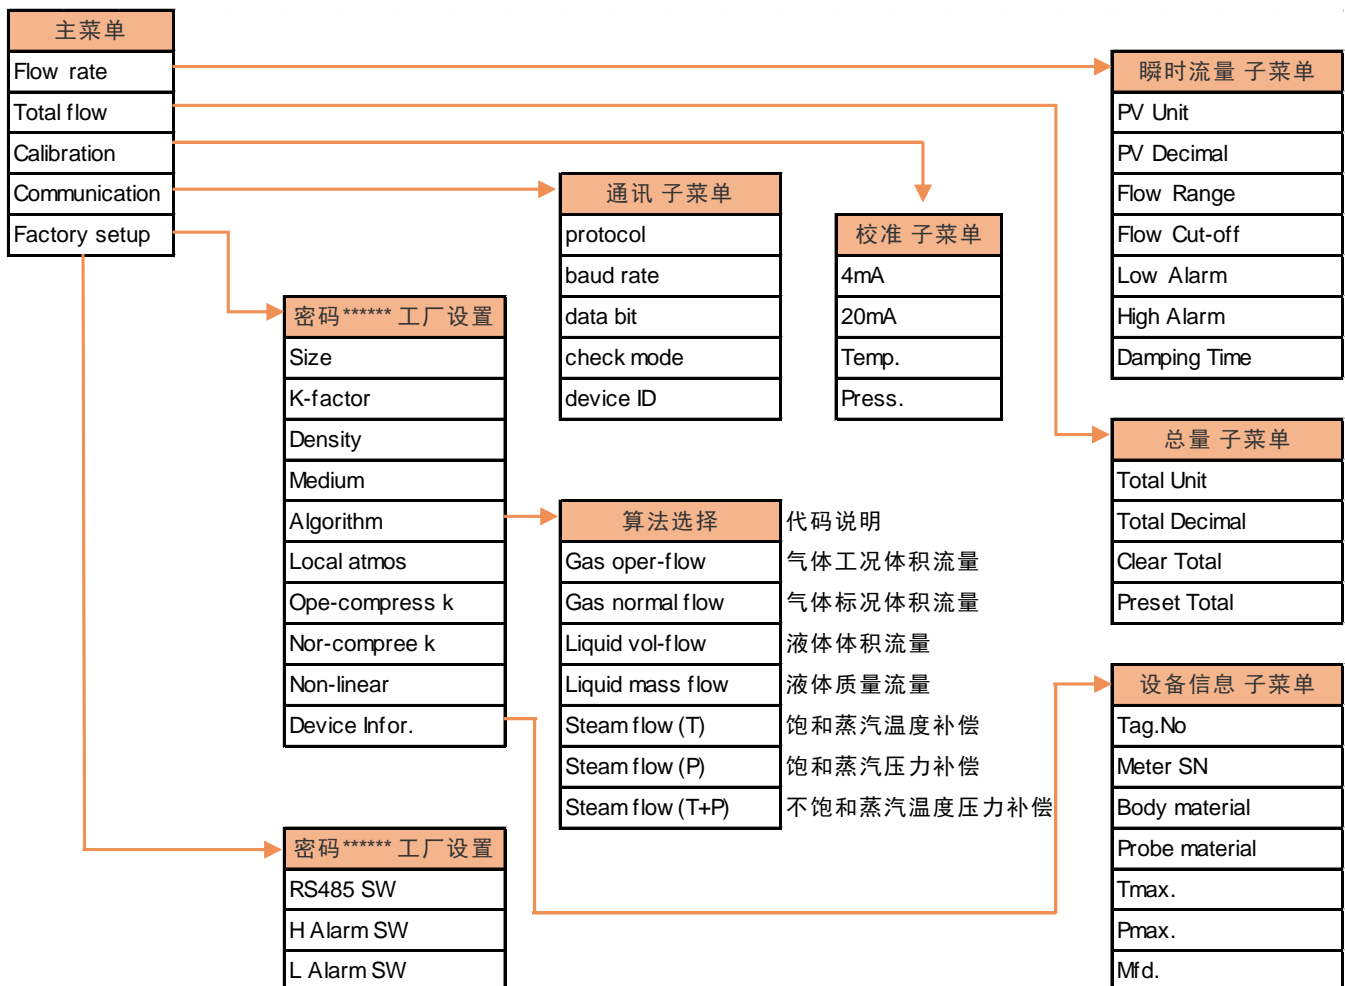 主菜单
Flow rate
Total flow
Calibration
Communication
Factory setup
瞬时流量 子菜单
PV Unit
PV Decimal
Flow Range
Flow Cut-off
Low Alarm
High Alarm
Damping Time
通讯 子菜单
protocol
baud rate
data bit
check mode
device ID
校准 子菜单
4mA
20mA
Temp.
Press.
密码****** 工厂设置
Size
K-factor
Density
Medium
Algorithm
Local atmos
Ope-compress k
Nor-compree k
Non-linear
Device Infor.
总量 子菜单
Total Unit
Total Decimal
Clear Total
Preset Total
算法选择 代码说明
Gas oper-flow 气体工况体积流量
Gas normal flow 气体标况体积流量
Liquid vol-flow 液体体积流量
Liquid mass flow 液体质量流量
Steam flow (T) 饱和蒸汽温度补偿
Steam flow (P) 饱和蒸汽压力补偿
Steam flow (T+P) 不饱和蒸汽温度压力补偿
设备信息 子菜单
Tag.No
Meter SN
Body material
Probe material
Tmax.
Pmax.
Mfd.
密码****** 工厂设置
RS485 SW
H Alarm SW
L Alarm SW